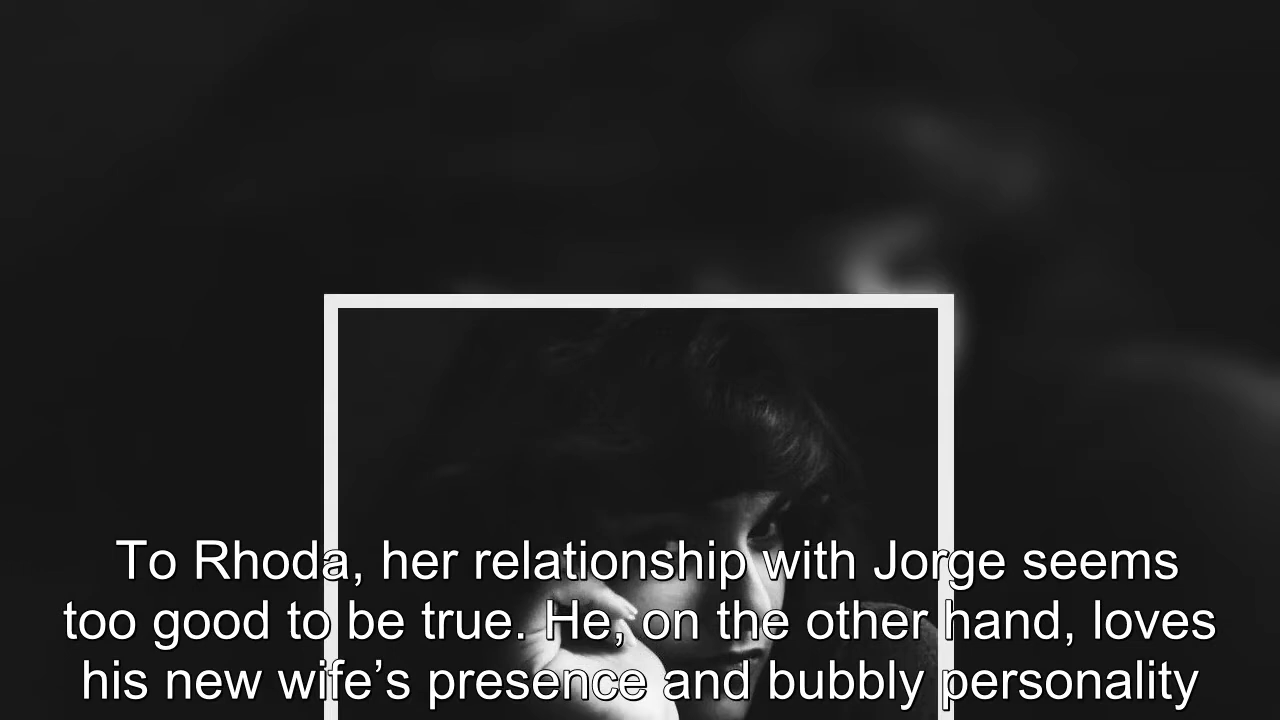 To Rhoda, her relationship with Jorge seems
too good to be true. He, on the other hand, loves
his new wife’s presence and bubbly personality